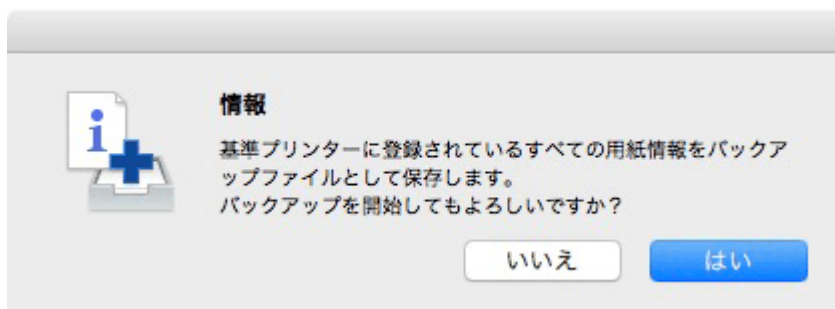 情報
基準プリンターに登録されているすべての用紙情報をバックア
ップファイルとして保存します。
バックアップを開始してもよろしいですか？
いいえ
はい